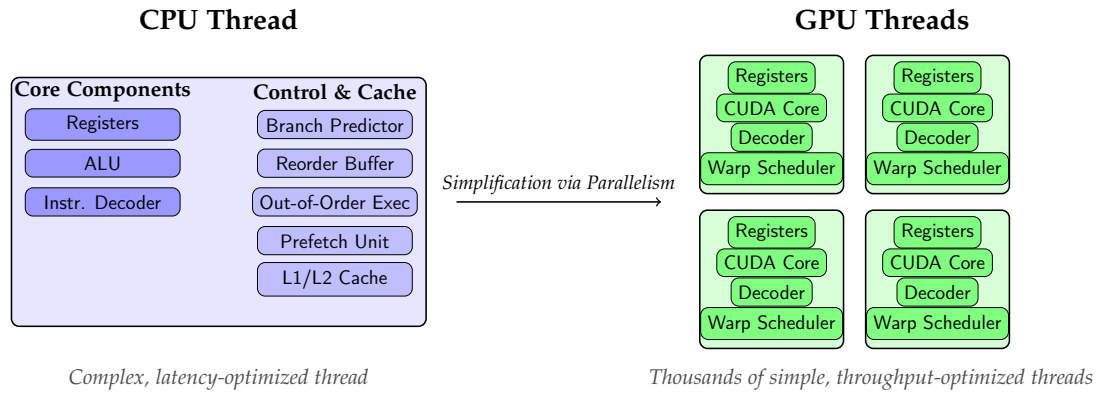 CPU Thread
Core Components
Registers
ALU
Instr. Decoder
Control & Cache
Branch Predictor
Reorder Buffer
Out-of-Order Exec
Prefetch Unit
L1/L2 Cache
Complex, latency-optimized thread
Simplification via Parallelism
GPU Threads
Registers
CUDA Core
Decoder
Warp Scheduler
Registers
CUDA Core
Decoder
Warp Scheduler
Registers
CUDA Core
Decoder
Warp Scheduler
Registers
CUDA Core
Decoder
Warp Scheduler
Thousands of simple, throughput-optimized threads